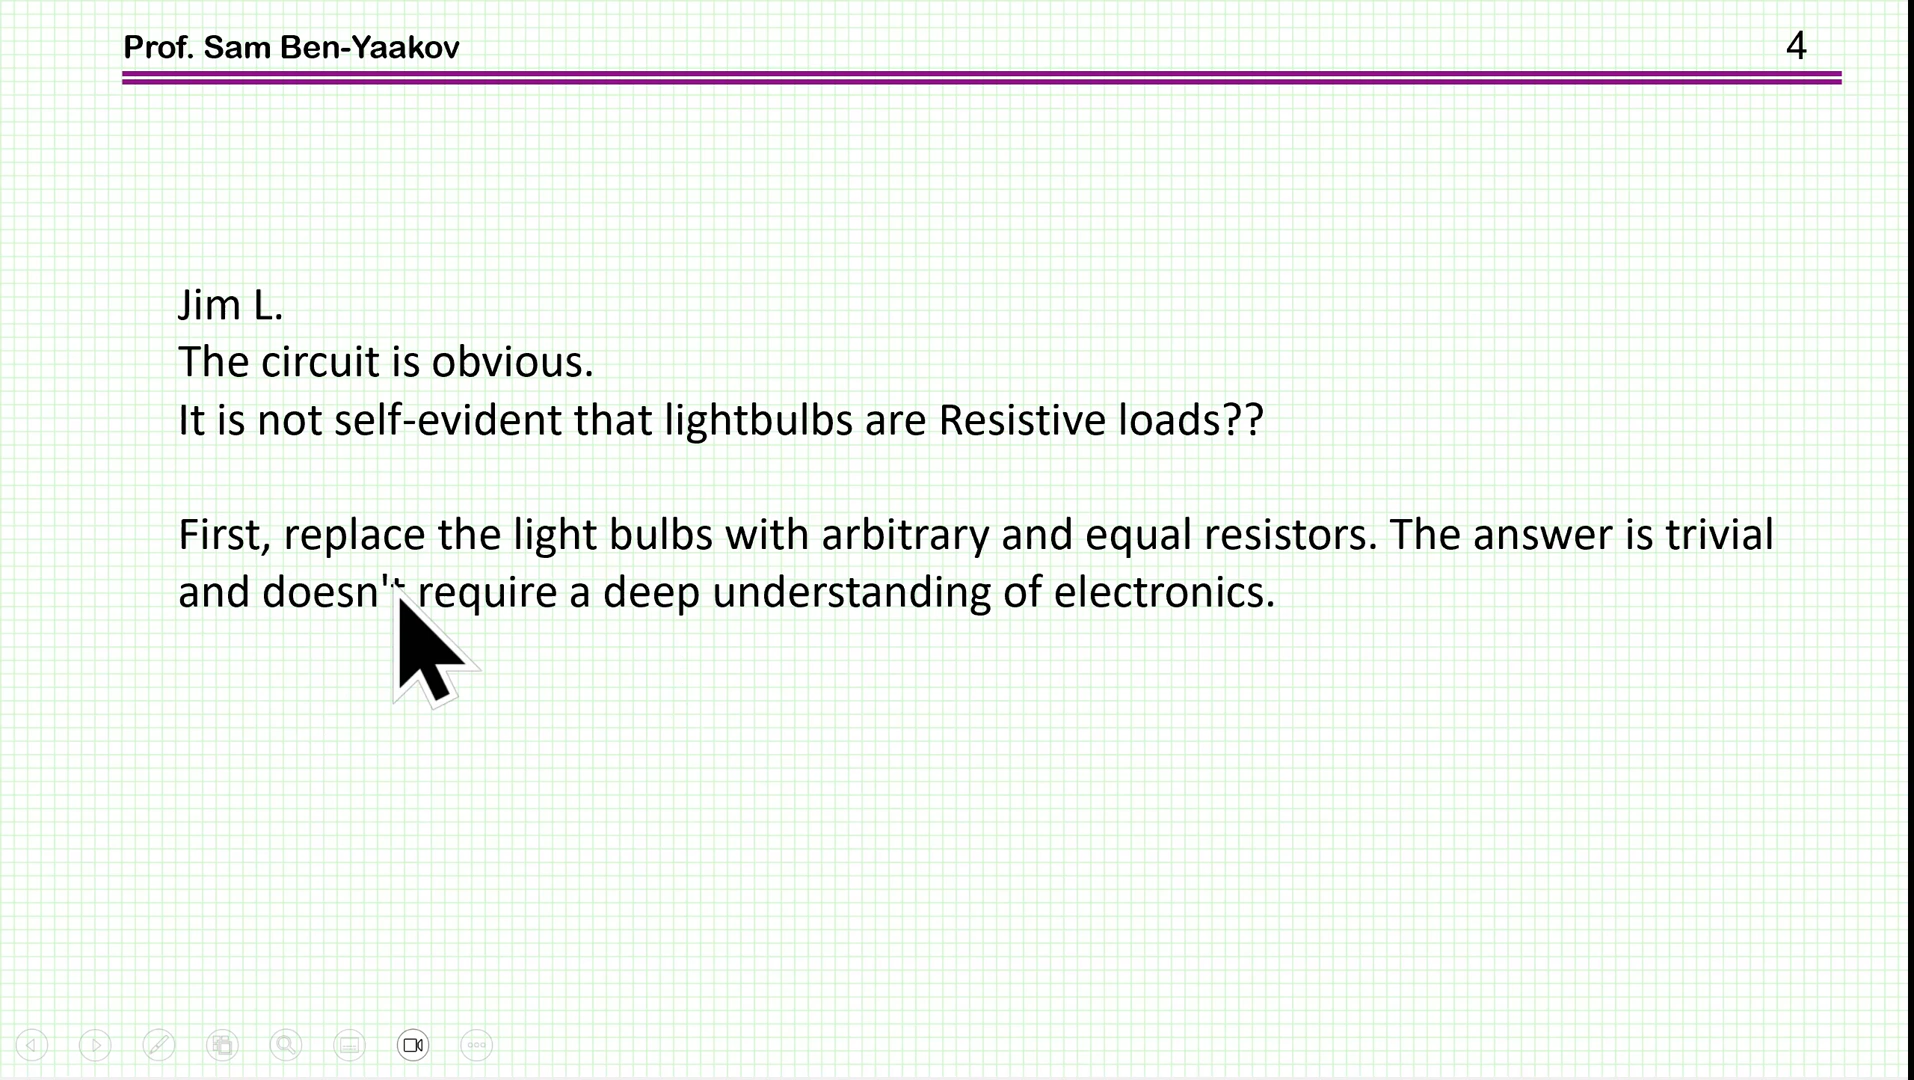 Prof. Sam Ben-Yaakov
4
Jim L.
The circuit is obvious.
It is not self-evident that lightbulbs are Resistive loads??
First, replace the light bulbs with arbitrary and equal resistors. The answer is trivial
and doesn't require a deep understanding of electronics.